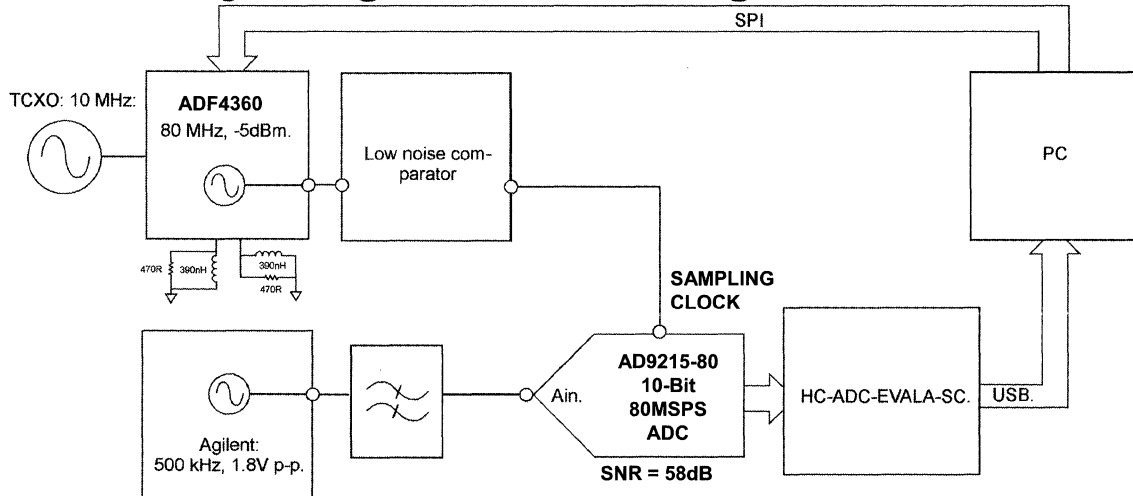 SPI
TCXO: 10 MHz:
ADF4360
80 MHz, -5dBm.
Low noise com-
parator
PC
470R
390nH
390nH
470R
SAMPLING
CLOCK
AD9215-80
10-Bit
80MSPS
ADC
Ain.
HC-ADC-EVALA-SC.
USB.
Agilent:
500 kHz, 1.8V p-p.
SNR = 58dB